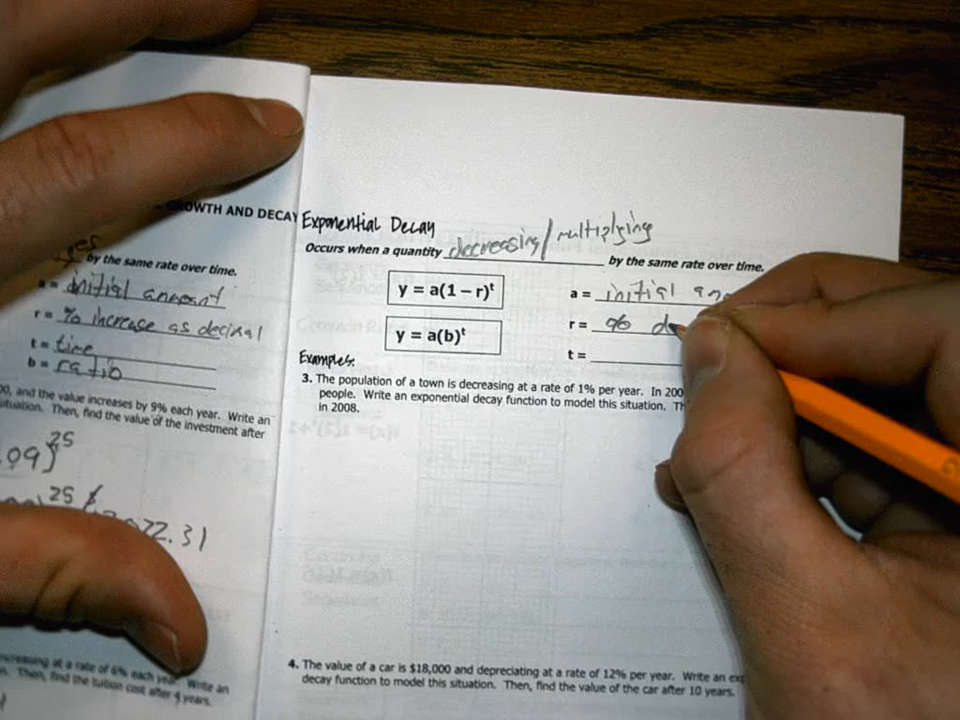 GROWTH AND DECAY
by the same rate over time.
a = initial amount
r = % increase as decimal
t = time
b = ratio
00, and the value increases by 9% each year. Write an
situation. Then, find the value of the investment after
.09)25
25
22.31
increasing at a rate of 6% each year. Write an
n. Then, find the tuition cost after 4 years.
Exponential Decay
Occurs when a quantity decreasing/multiplying by the same rate over time.
y = a(1 – r)t
a = initial
y = a(b)t
r = %
t =
Examples:
3. The population of a town is decreasing at a rate of 1% per year. In 200
people. Write an exponential decay function to model this situation.
in 2008.
4. The value of a car is $18,000 and depreciating at a rate of 12% per year. Write an
decay function to model this situation. Then, find the value of the car after 10 years.